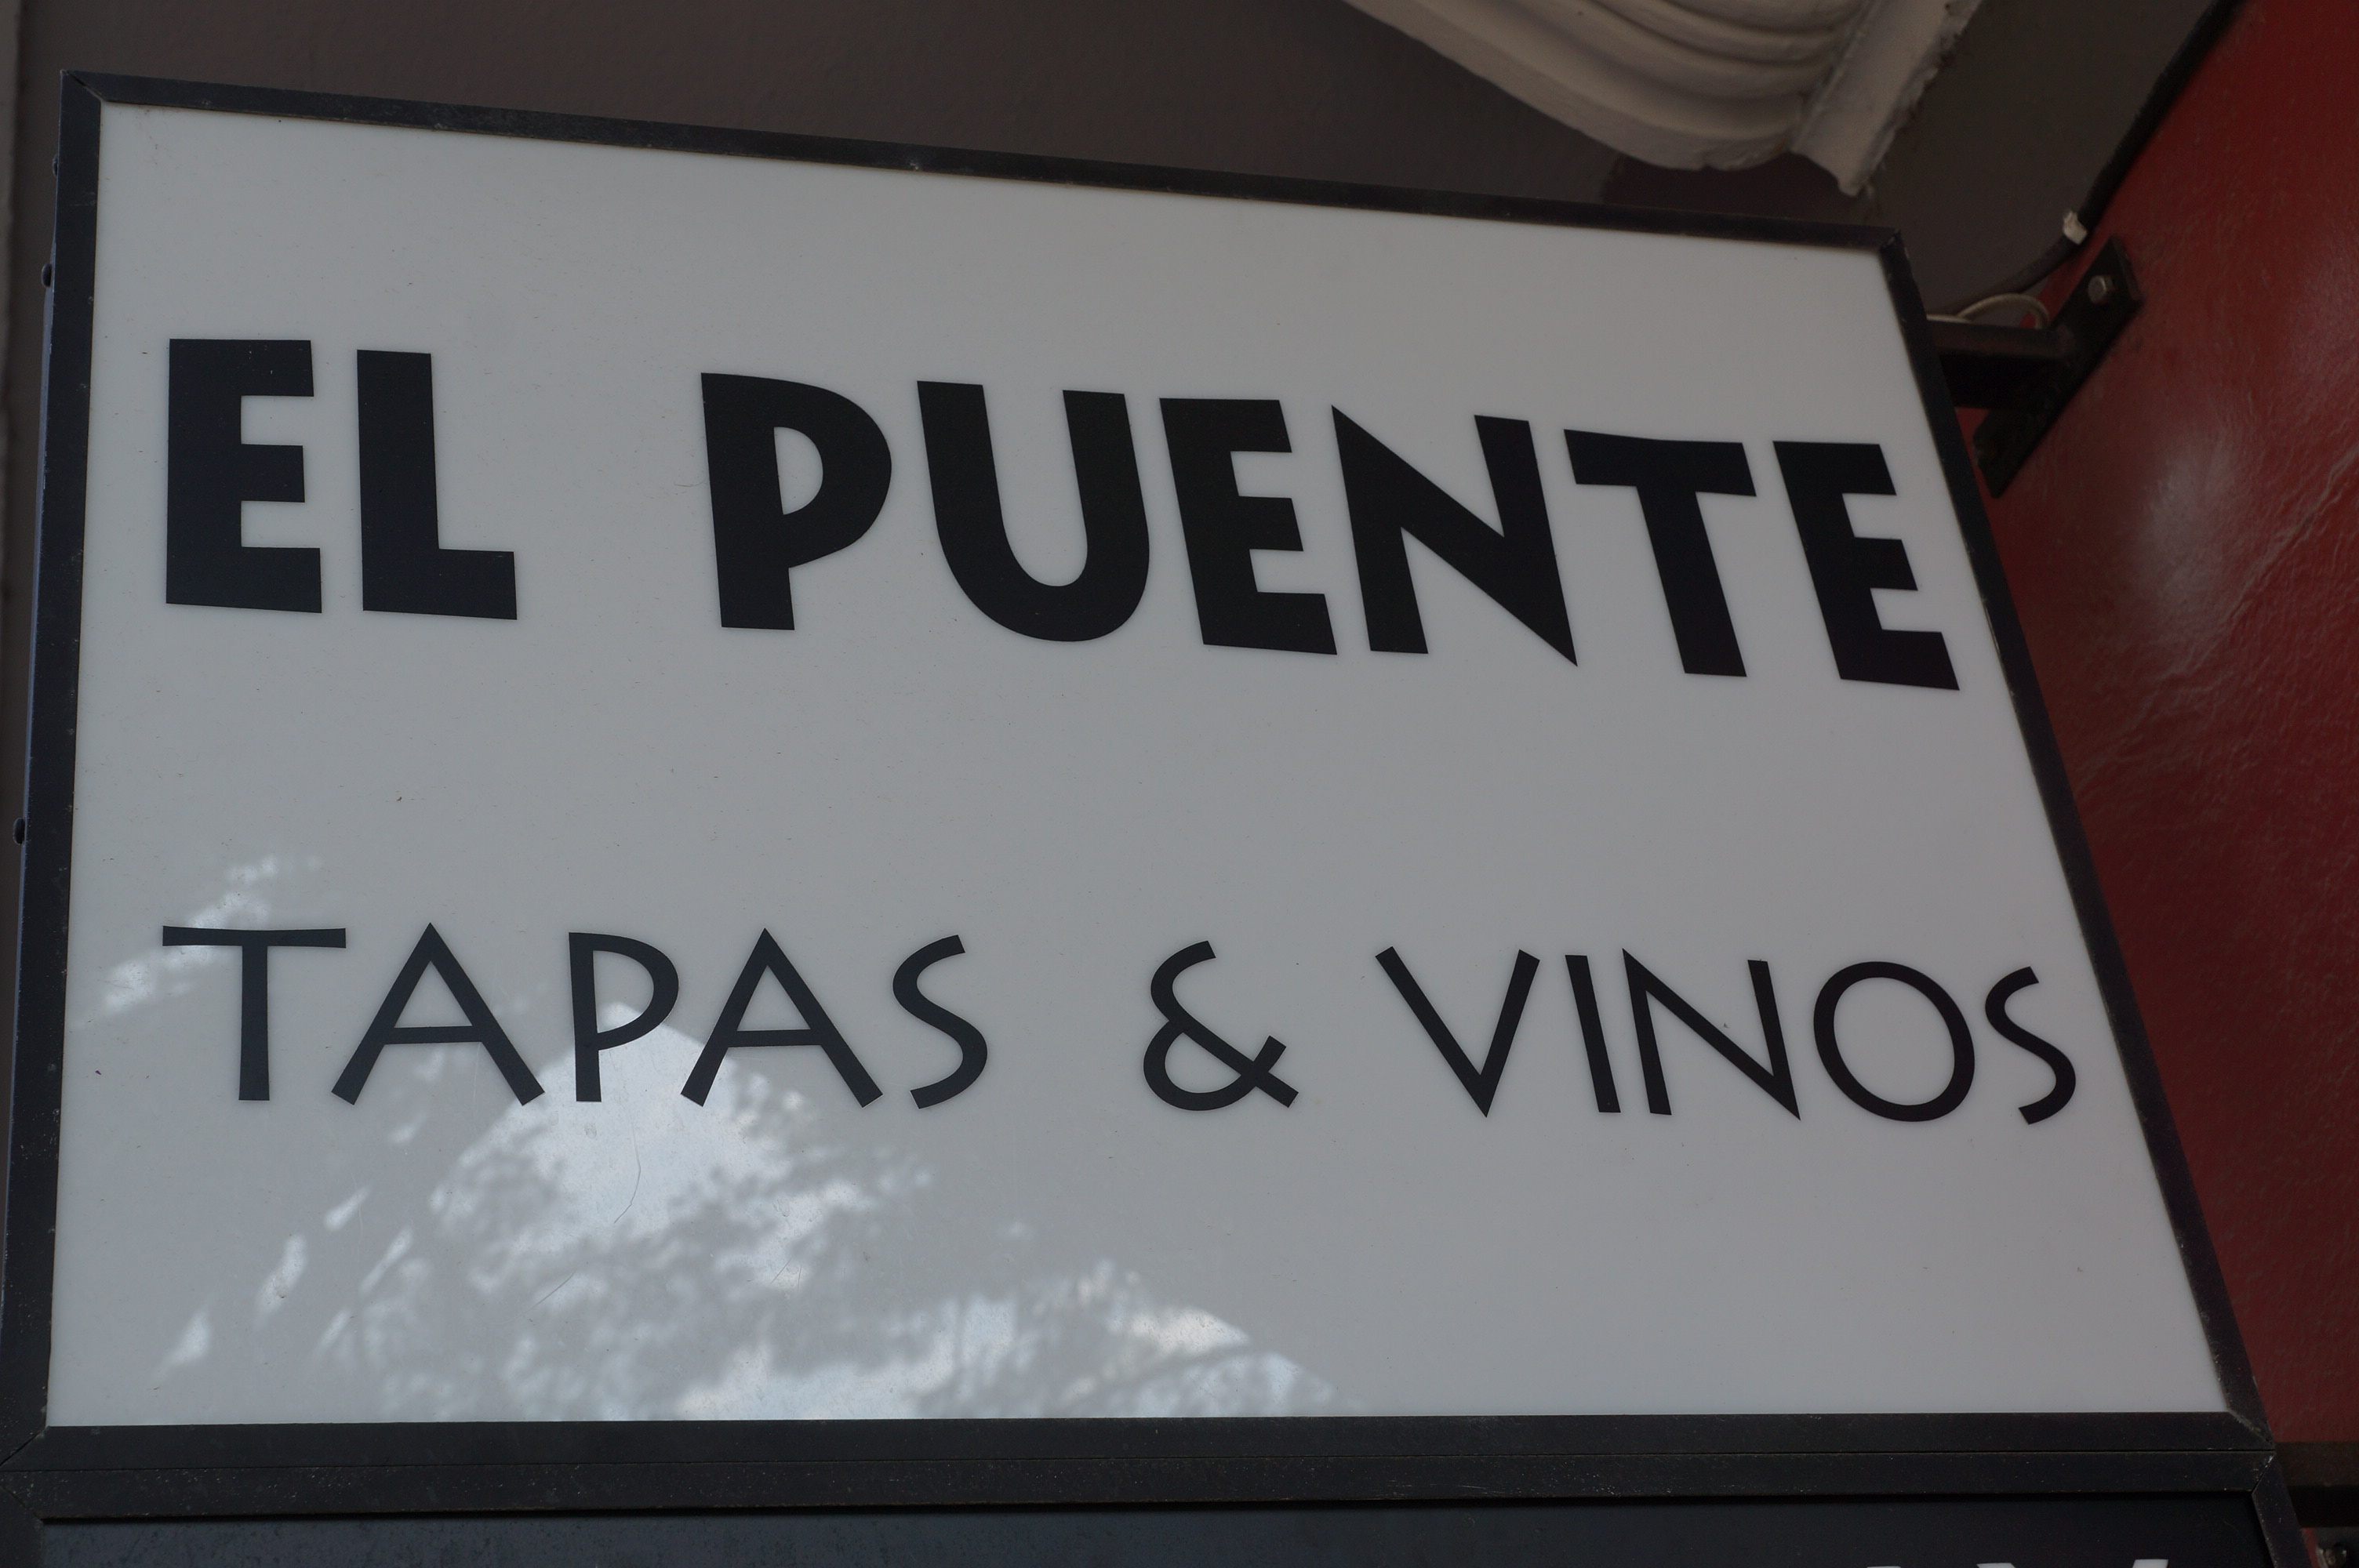 EL PUENTE
TAPAS & VINOS